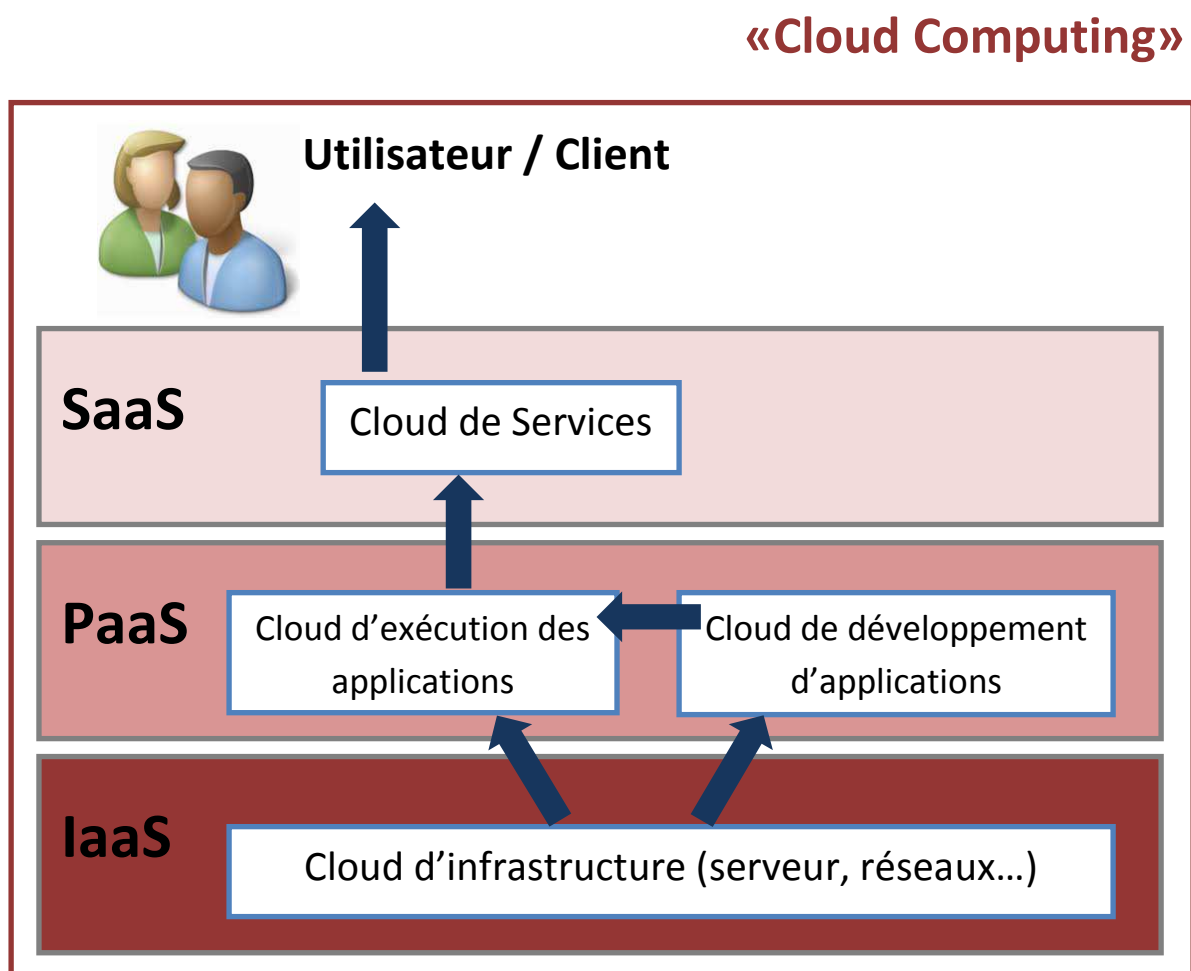 «Cloud Computing»
Utilisateur / Client
SaaS
Cloud de Services
PaaS
Cloud d’exécution des
applications
Cloud de développement
d’applications
IaaS
Cloud d’infrastructure (serveur, réseaux…)